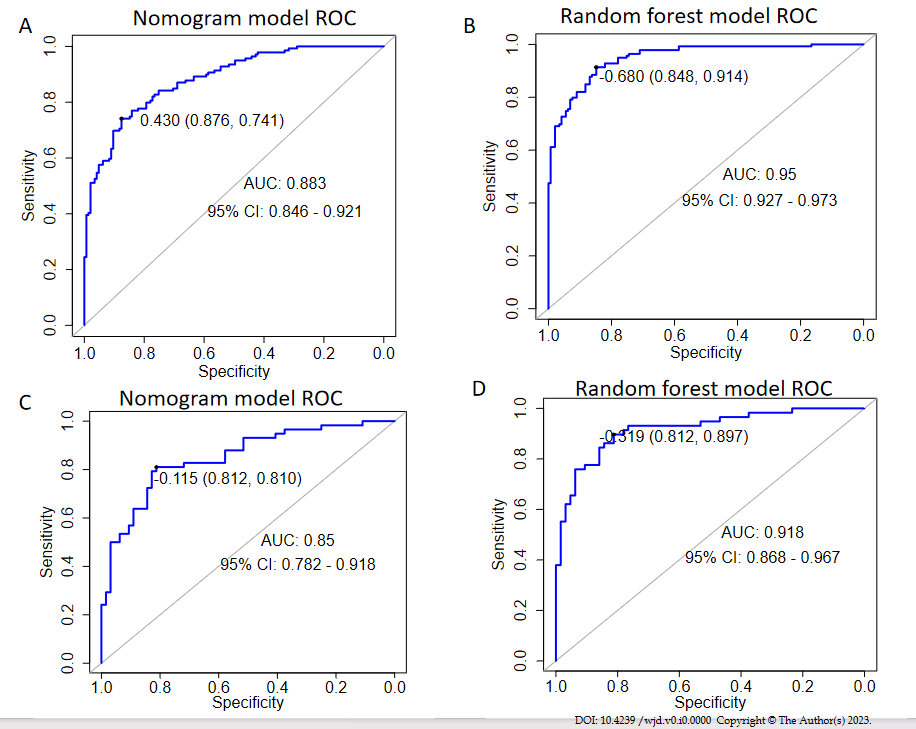 A
Nomogram model ROC
1.0
0.8
0.6
0.4
0.2
0.0
Sensitivity
0.430 (0.876, 0.741)
AUC: 0.883
95% CI: 0.846 - 0.921
1.0 0.8 0.6 0.4 0.2 0.0
Specificity
B
Random forest model ROC
1.0
0.8
0.6
0.4
0.2
0.0
Sensitivity
-0.680 (0.848, 0.914)
AUC: 0.95
95% CI: 0.927 - 0.973
1.0 0.8 0.6 0.4 0.2 0.0
Specificity
C
Nomogram model ROC
1.0
0.8
0.6
0.4
0.2
0.0
Sensitivity
-0.115 (0.812, 0.810)
AUC: 0.85
95% CI: 0.782 - 0.918
1.0 0.8 0.6 0.4 0.2 0.0
Specificity
D
Random forest model ROC
1.0
0.8
0.6
0.4
0.2
0.0
Sensitivity
-0.319 (0.812, 0.897)
AUC: 0.918
95% CI: 0.868 - 0.967
1.0 0.8 0.6 0.4 0.2 0.0
Specificity
DOI: 10.4239 /wjd.v0.i0.0000 Copyright © The Author(s) 2023.